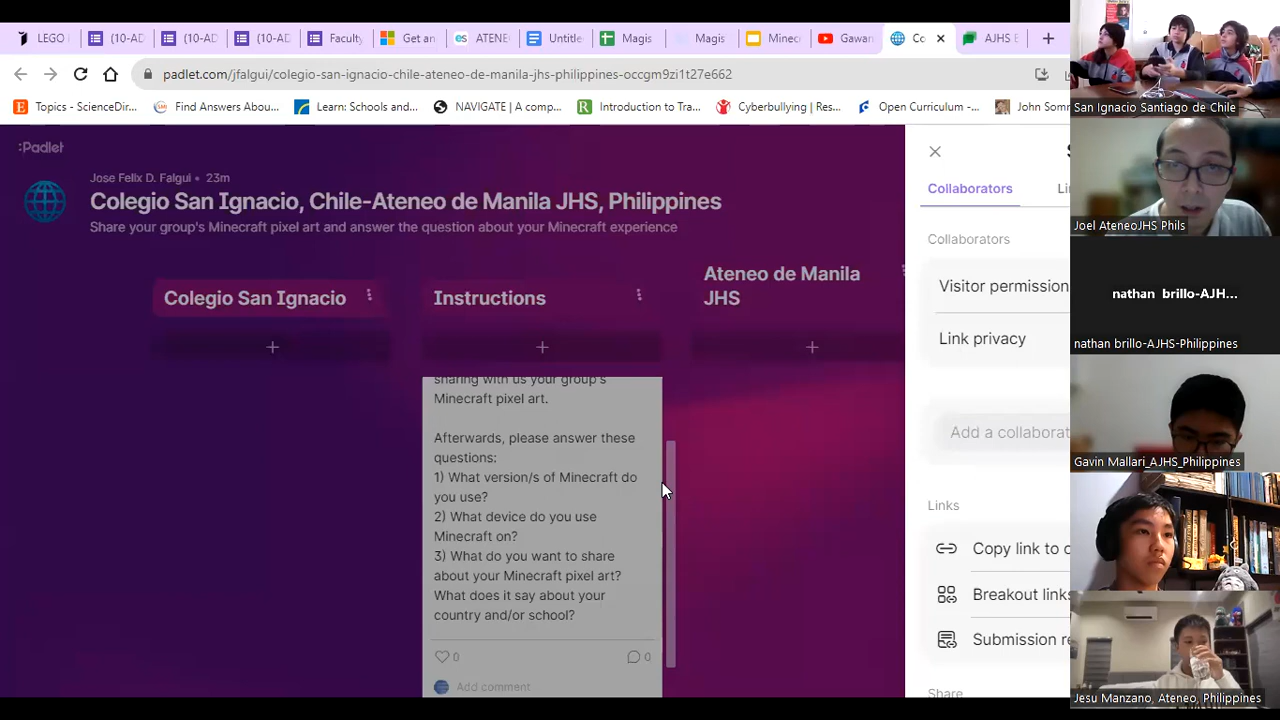 LEGO
(10-AD
(10-AD
(10-AD
Faculty
ATENE
Untitle
Magis
Magis
Minec
Gawan
Co
AJHS E
padlet.com/jfalgui/colegio-san-ignacio-chile-ateneo-de-manila-jhs-philippines-occgm9zi1t27e662
Topics - ScienceDir...
Find Answers Abou...
Learn: Schools and...
NAVIGATE | A comp...
Introduction to Tra...
Cyberbullying | Res...
Open Curriculum -...
John Somm
:Padlet
Jose Felix D. Falgui • 23m
Colegio San Ignacio, Chile-Ateneo de Manila JHS, Philippines
Share your group's Minecraft pixel art and answer the question about your Minecraft experience
Colegio San Ignacio
Instructions
Ateneo de Manila
JHS
sharing with us your group's
Minecraft pixel art.
Afterwards, please answer these
questions:
1) What version/s of Minecraft do
you use?
2) What device do you use
Minecraft on?
3) What do you want to share
about your Minecraft pixel art?
What does it say about your
country and/or school?
0
0
Add comment
Collaborators
Li
Collaborators
Visitor permission
Link privacy
Add a collaborat
Links
Copy link to c
Breakout links
Submission re
Share
San Ignacio Santiago de Chile
Joel AteneoJHS Phils
nathan brillo-AJH...
nathan brillo-AJHS-Philippines
Gavin Mallari_AJHS_Philippines
Jesu Manzano, Ateneo, Philippines